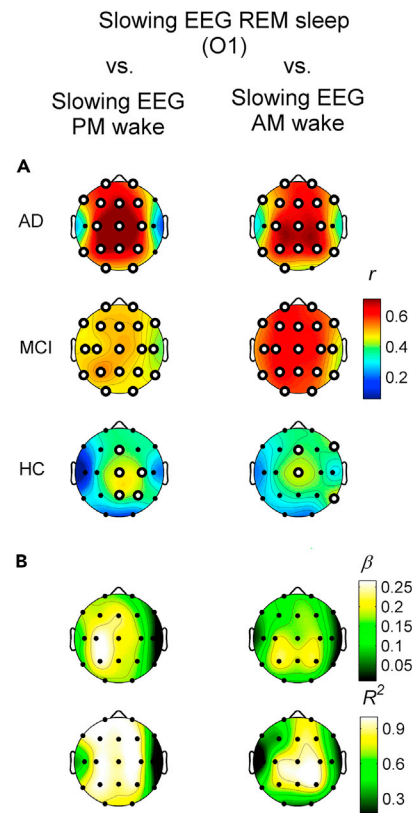 Slowing EEG REM sleep
(O1)
vs. vs.
Slowing EEG Slowing EEG
PM wake AM wake
A
AD
r
0.6
MCI
0.4
0.2
HC
B
β
0.25
0.20
0.15
0.10
0.05
R²
0.9
0.6
0.3